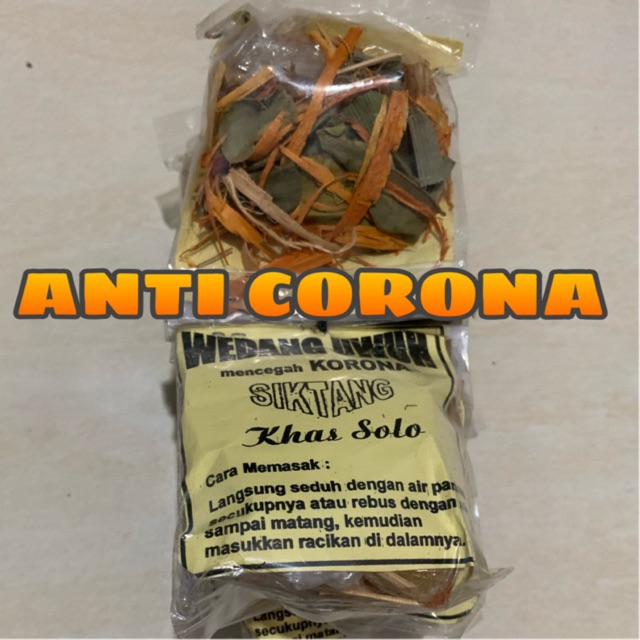 ANTI CORONA
WEDANG UWUH
mencegah KORONA
SIKTANG
Khas Solo
Cara Memasak :
Langsung seduh dengan air
secukupnya atau rebus dengan
sampai matang, kemudian
masukkan racikan di dalamnya.
secukupnya